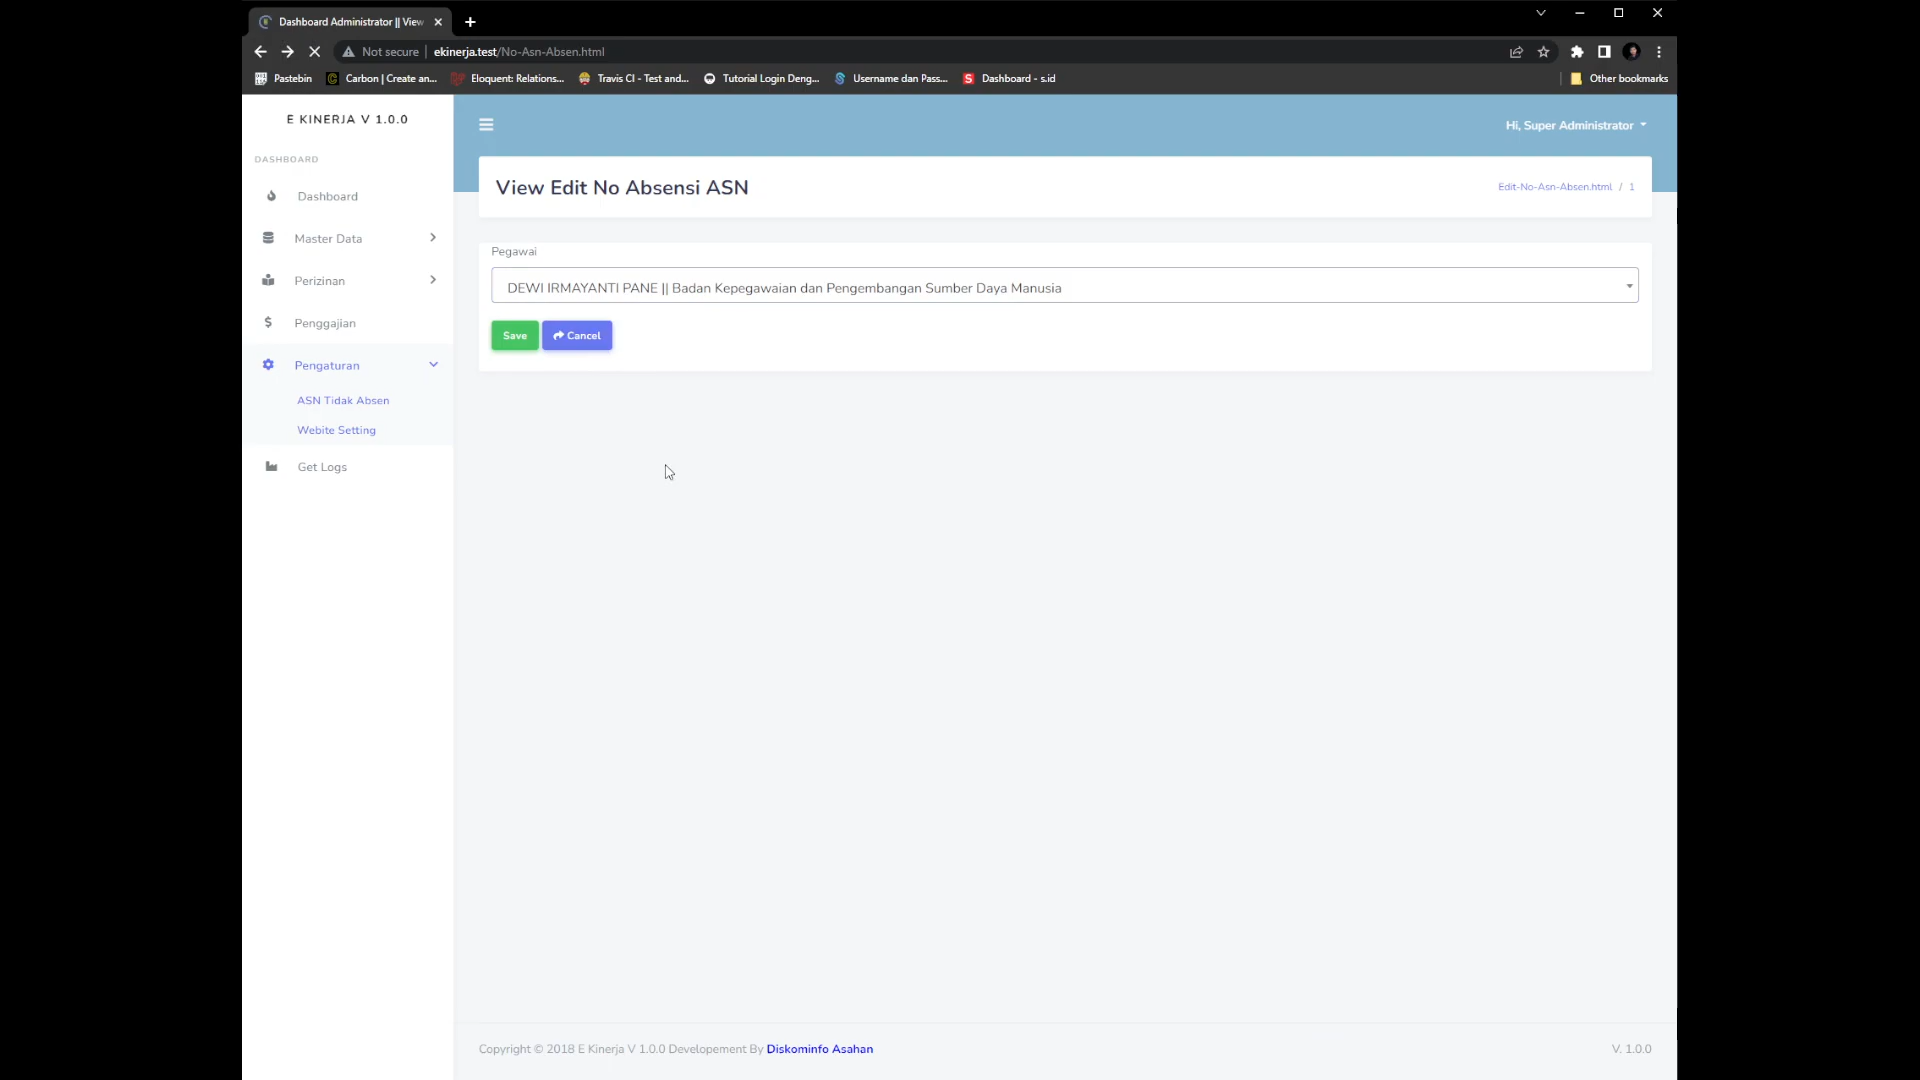 Dashboard Administrator || View
Not secure | ekinerja.test/No-Asn-Absen.html
Pastebin
Carbon | Create an...
Eloquent: Relations...
Travis CI - Test and...
Tutorial Login Deng...
Username dan Pass...
Dashboard - s.id
Other bookmarks
E KINERJA V 1.0.0
Hi, Super Administrator
DASHBOARD
Dashboard
Master Data
Perizinan
Penggajian
Pengaturan
ASN Tidak Absen
Webite Setting
Get Logs
View Edit No Absensi ASN
Edit-No-Asn-Absen.html / 1
Pegawai
DEWI IRMAYANTI PANE || Badan Kepegawaian dan Pengembangan Sumber Daya Manusia
Save
Cancel
Copyright © 2018 E Kinerja V 1.0.0 Developement By Diskominfo Asahan
V. 1.0.0